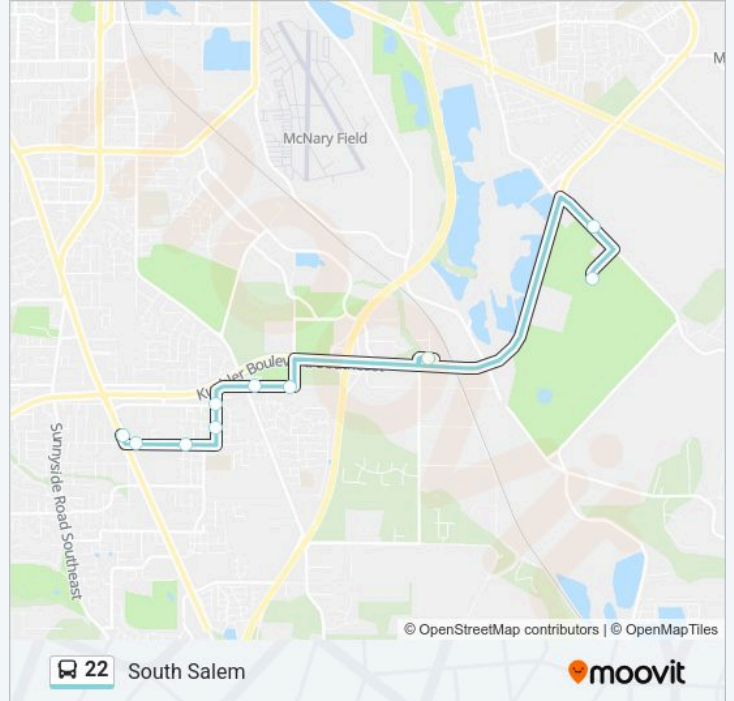 M
McNary Field
Sunnyside Road Southeast
© OpenStreetMap contributors | © OpenMapTiles
22 South Salem
moovit